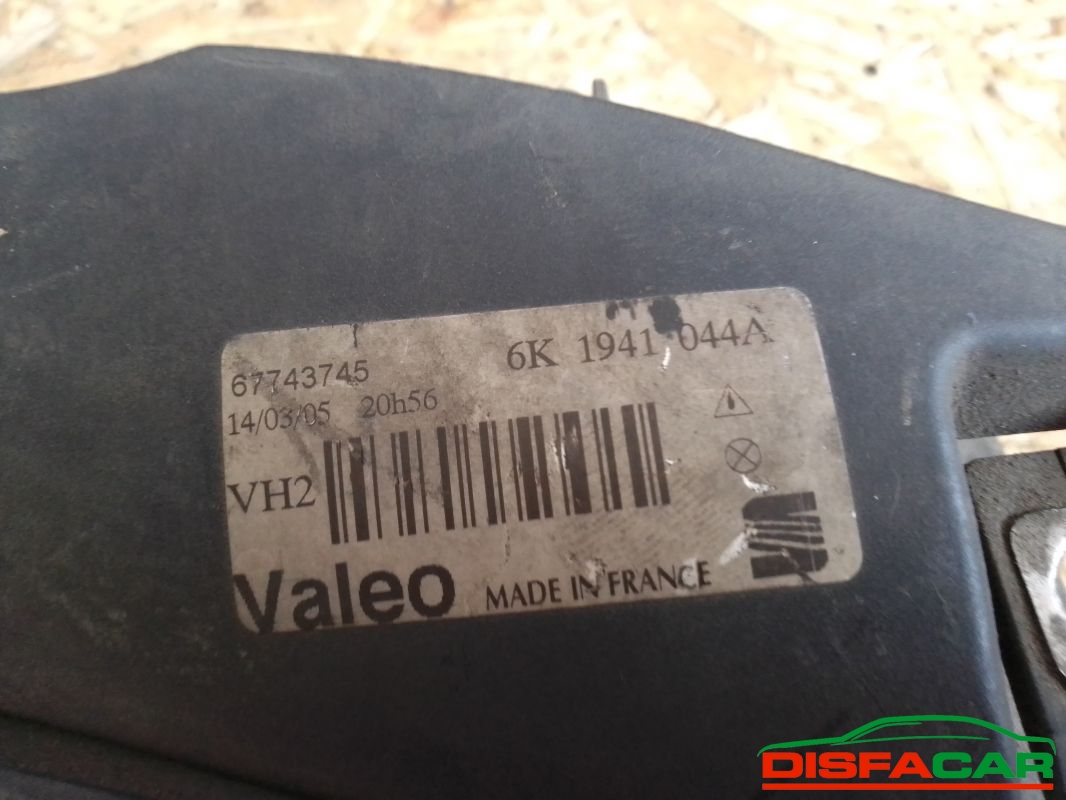 67743745 6K 1941 044A
14/03/05 20h56
VH2
Valeo MADE IN FRANCE
DISFACAR